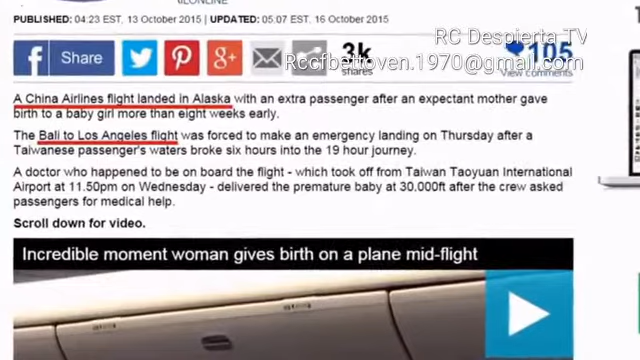 PUBLISHED: 04:23 EST, 13 October 2015 | UPDATED: 05:07 EST, 16 October 2015
RC Despierta TV
f Share
3k
shares
105
View comments
Rccfbettoven.1970@gmail.com
A China Airlines flight landed in Alaska with an extra passenger after an expectant mother gave
birth to a baby girl more than eight weeks early.
The Bali to Los Angeles flight was forced to make an emergency landing on Thursday after a
Taiwanese passenger's waters broke six hours into the 19 hour journey.
A doctor who happened to be on board the flight - which took off from Taiwan Taoyuan International
Airport at 11.50pm on Wednesday - delivered the premature baby at 30,000ft after the crew asked
passengers for medical help.
Scroll down for video.
Incredible moment woman gives birth on a plane mid-flight